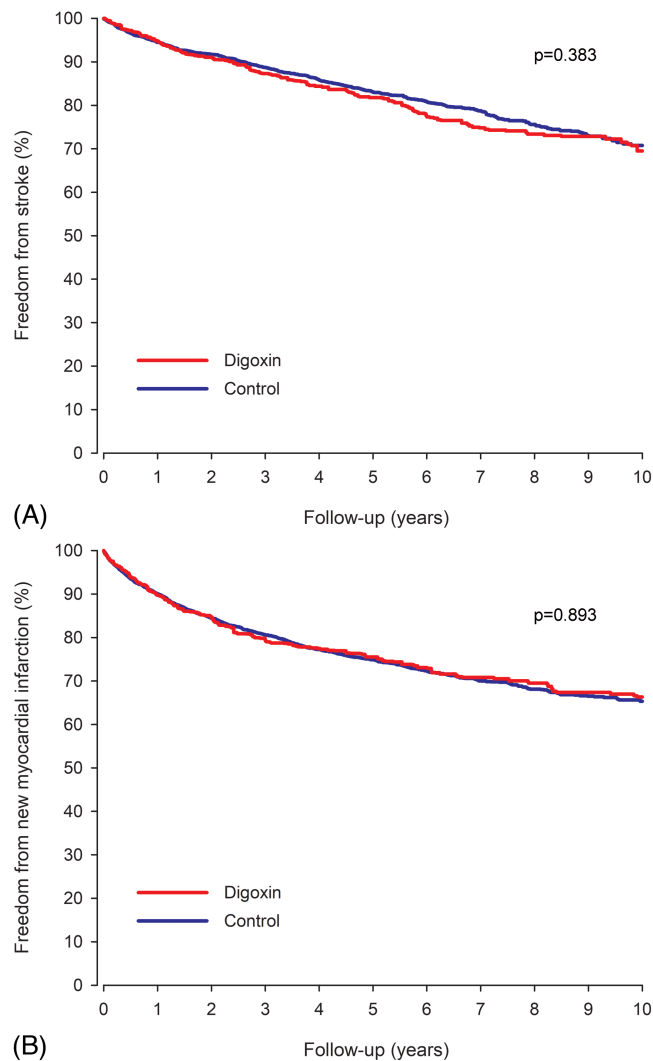 100
90
80
70
60
50
40
30
20
10
0
Freedom from stroke (%)
p=0.383
Digoxin
Control
0 1 2 3 4 5 6 7 8 9 10
Follow-up (years)
(A)
100
90
80
70
60
50
40
30
20
10
0
Freedom from new myocardial infarction (%)
p=0.893
Digoxin
Control
0 1 2 3 4 5 6 7 8 9 10
Follow-up (years)
(B)